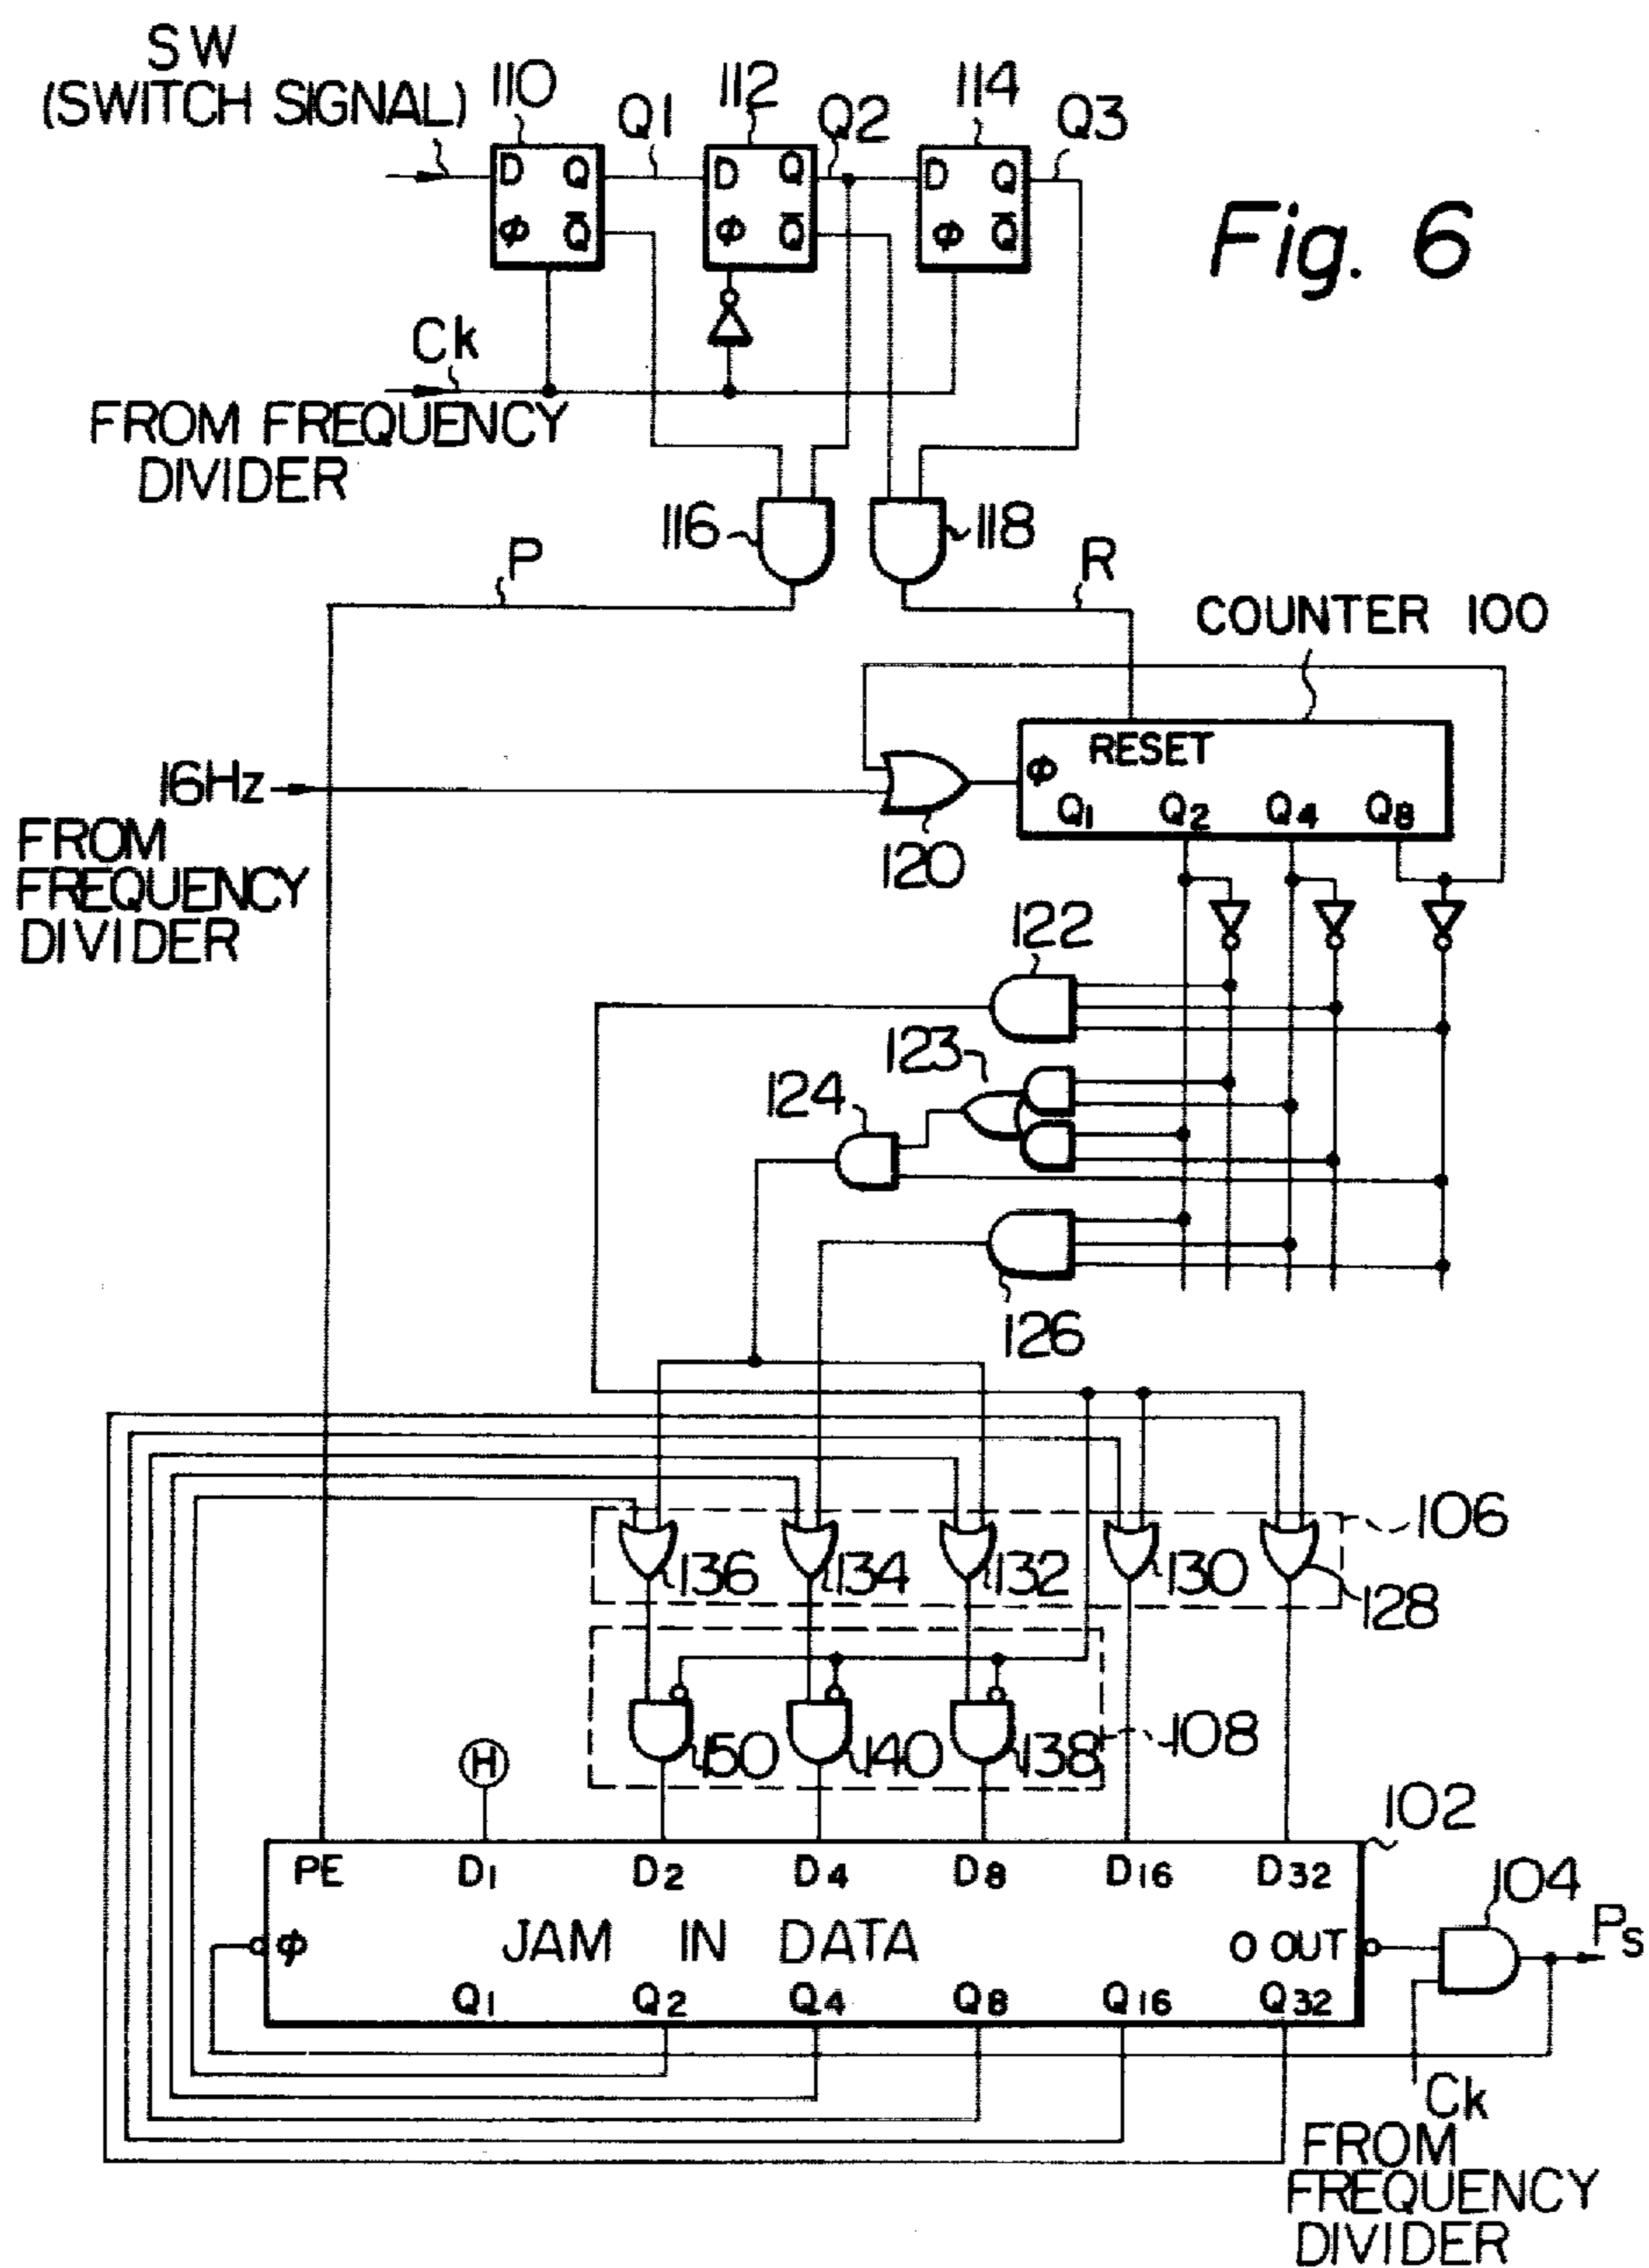 SW
(SWITCH SIGNAL)
110
Q1
112
Q2
114
Q3
D Q
Φ Q̅
D Q
Φ Q̅
D Q
Φ Q̅
Fig. 6
Ck
FROM FREQUENCY
DIVIDER
116
118
P
R
COUNTER 100
16Hz
FROM
FREQUENCY
DIVIDER
RESET
Φ
Q1 Q2 Q4 Q8
120
122
123
124
126
106
136
134
132
130
128
150
140
138
108
H
102
PE D1 D2 D4 D8 D16 D32
104
Ps
Φ JAM IN DATA 0 OUT
Q1 Q2 Q4 Q8 Q16 Q32
Ck
FROM
FREQUENCY
DIVIDER